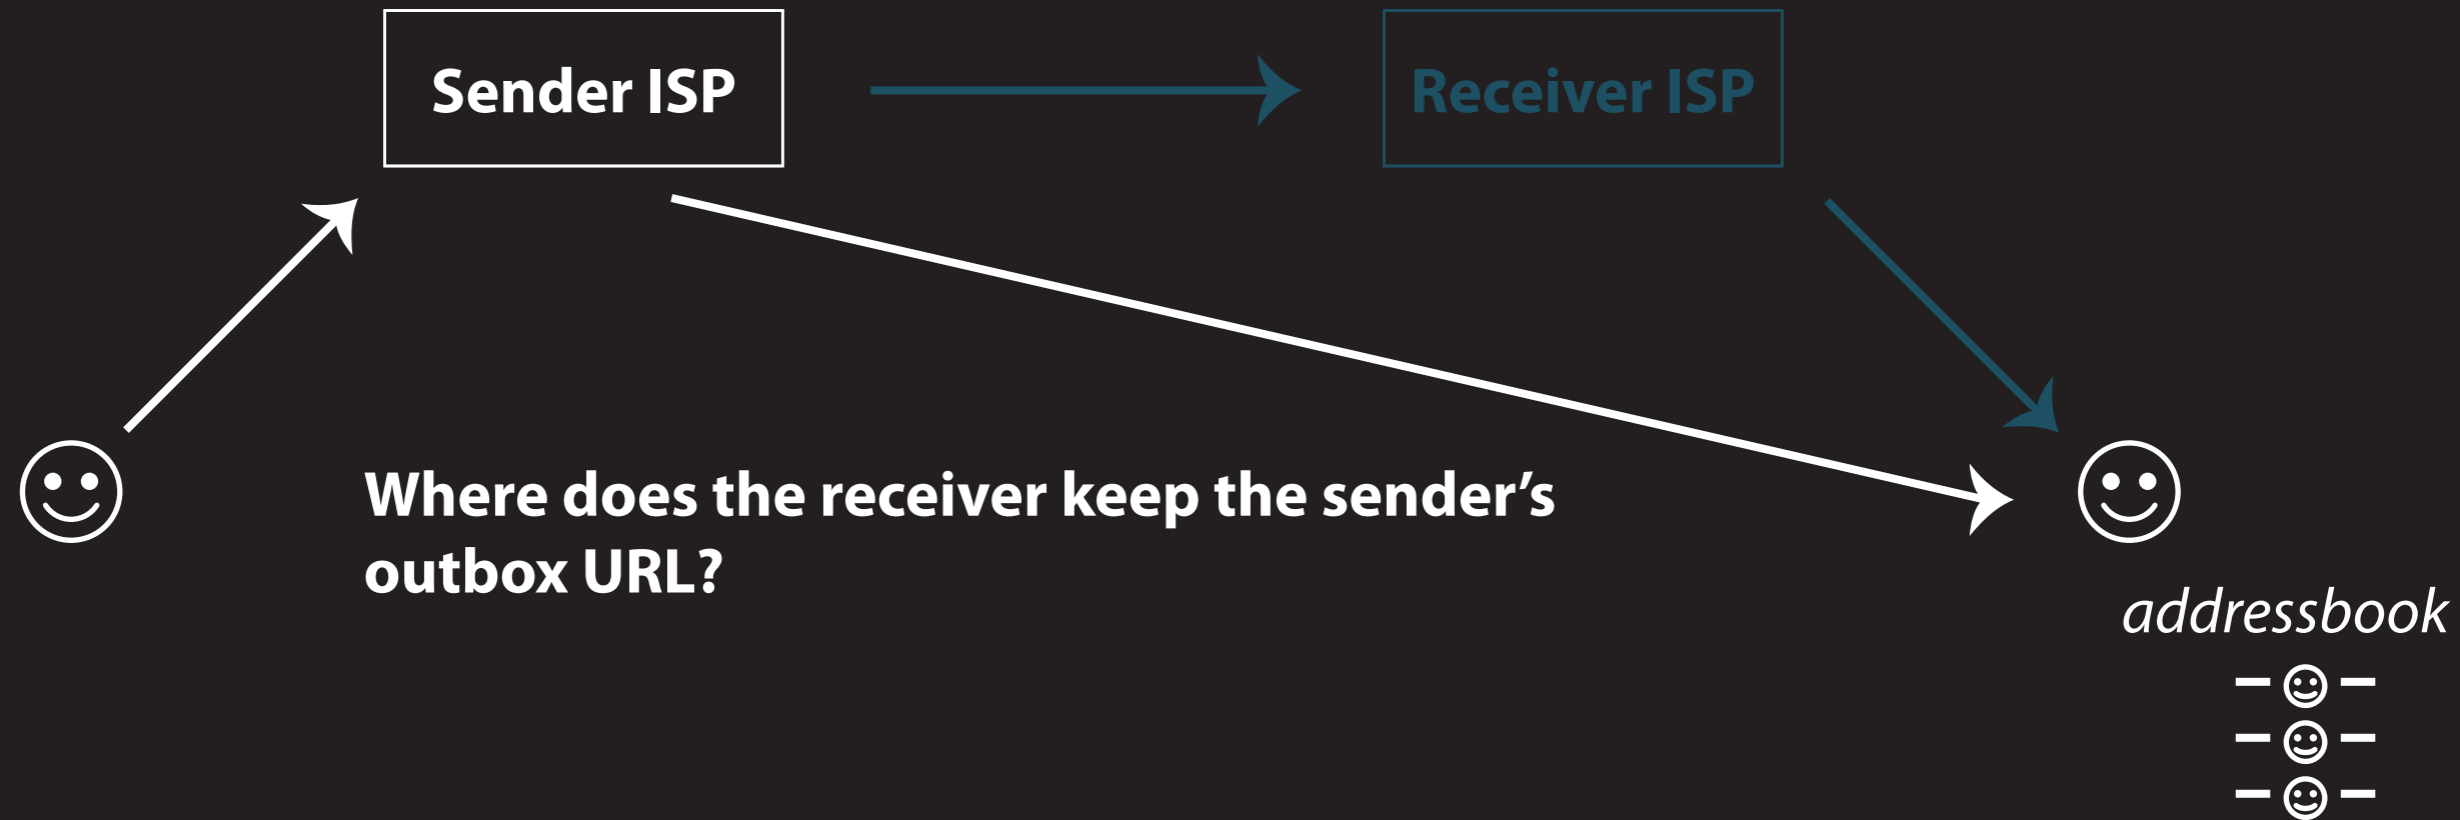 Sender ISP
Receiver ISP
Where does the receiver keep the sender’s
outbox URL?
addressbook